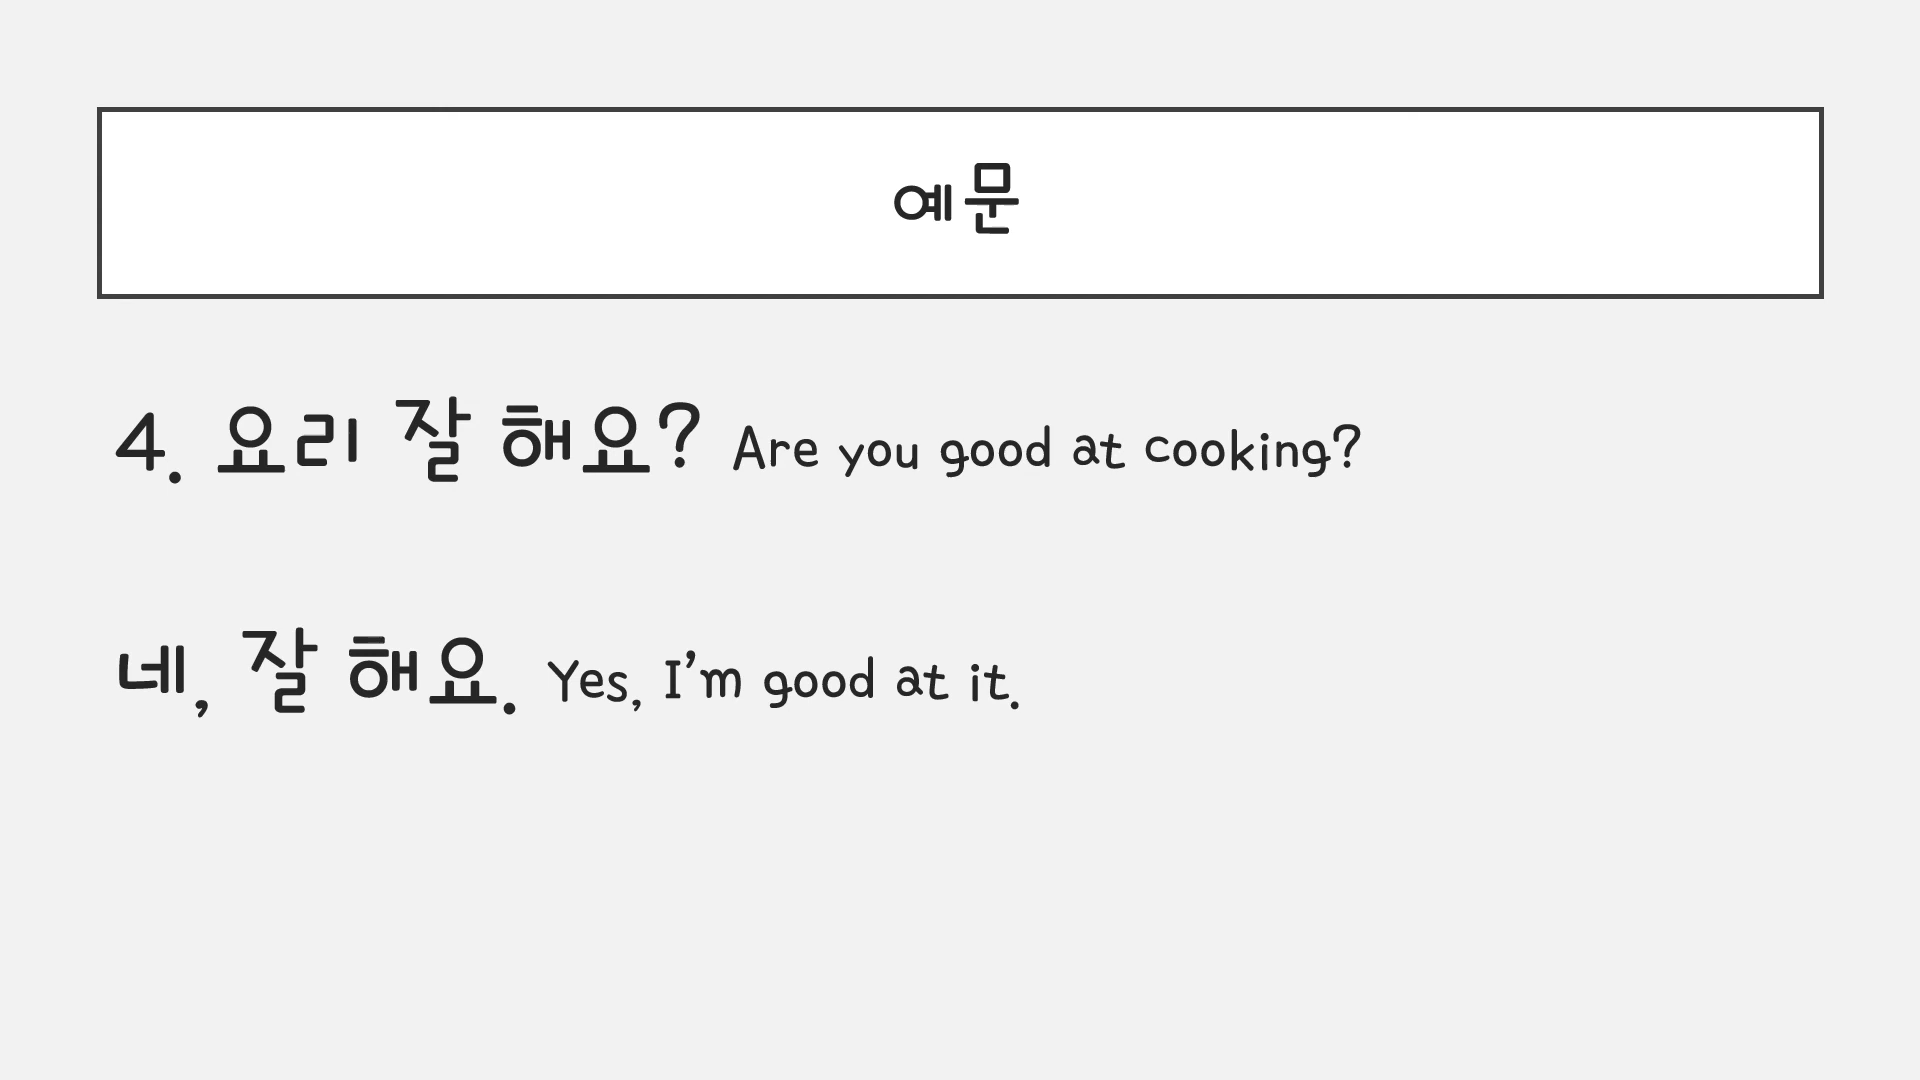 예문
4. 요리 잘 해요? Are you good at cooking?
네, 잘 해요. Yes, I’m good at it.